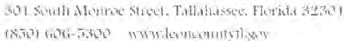 301 South Monroe Street, Tallahassee, Florida 32301
(850) 606-5300 www.leoncountyfl.gov